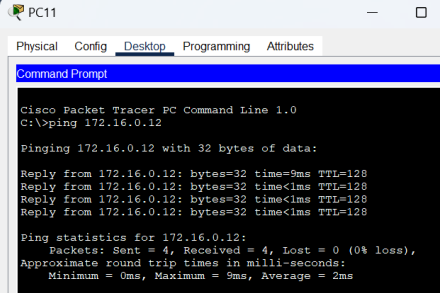 PC11
Physical Config Desktop Programming Attributes
Command Prompt
Cisco Packet Tracer PC Command Line 1.0
C:\>ping 172.16.0.12
Pinging 172.16.0.12 with 32 bytes of data:
Reply from 172.16.0.12: bytes=32 time=9ms TTL=128
Reply from 172.16.0.12: bytes=32 time<1ms TTL=128
Reply from 172.16.0.12: bytes=32 time<1ms TTL=128
Reply from 172.16.0.12: bytes=32 time<1ms TTL=128
Ping statistics for 172.16.0.12:
Packets: Sent = 4, Received = 4, Lost = 0 (0% loss),
Approximate round trip times in milli-seconds:
Minimum = 0ms, Maximum = 9ms, Average = 2ms